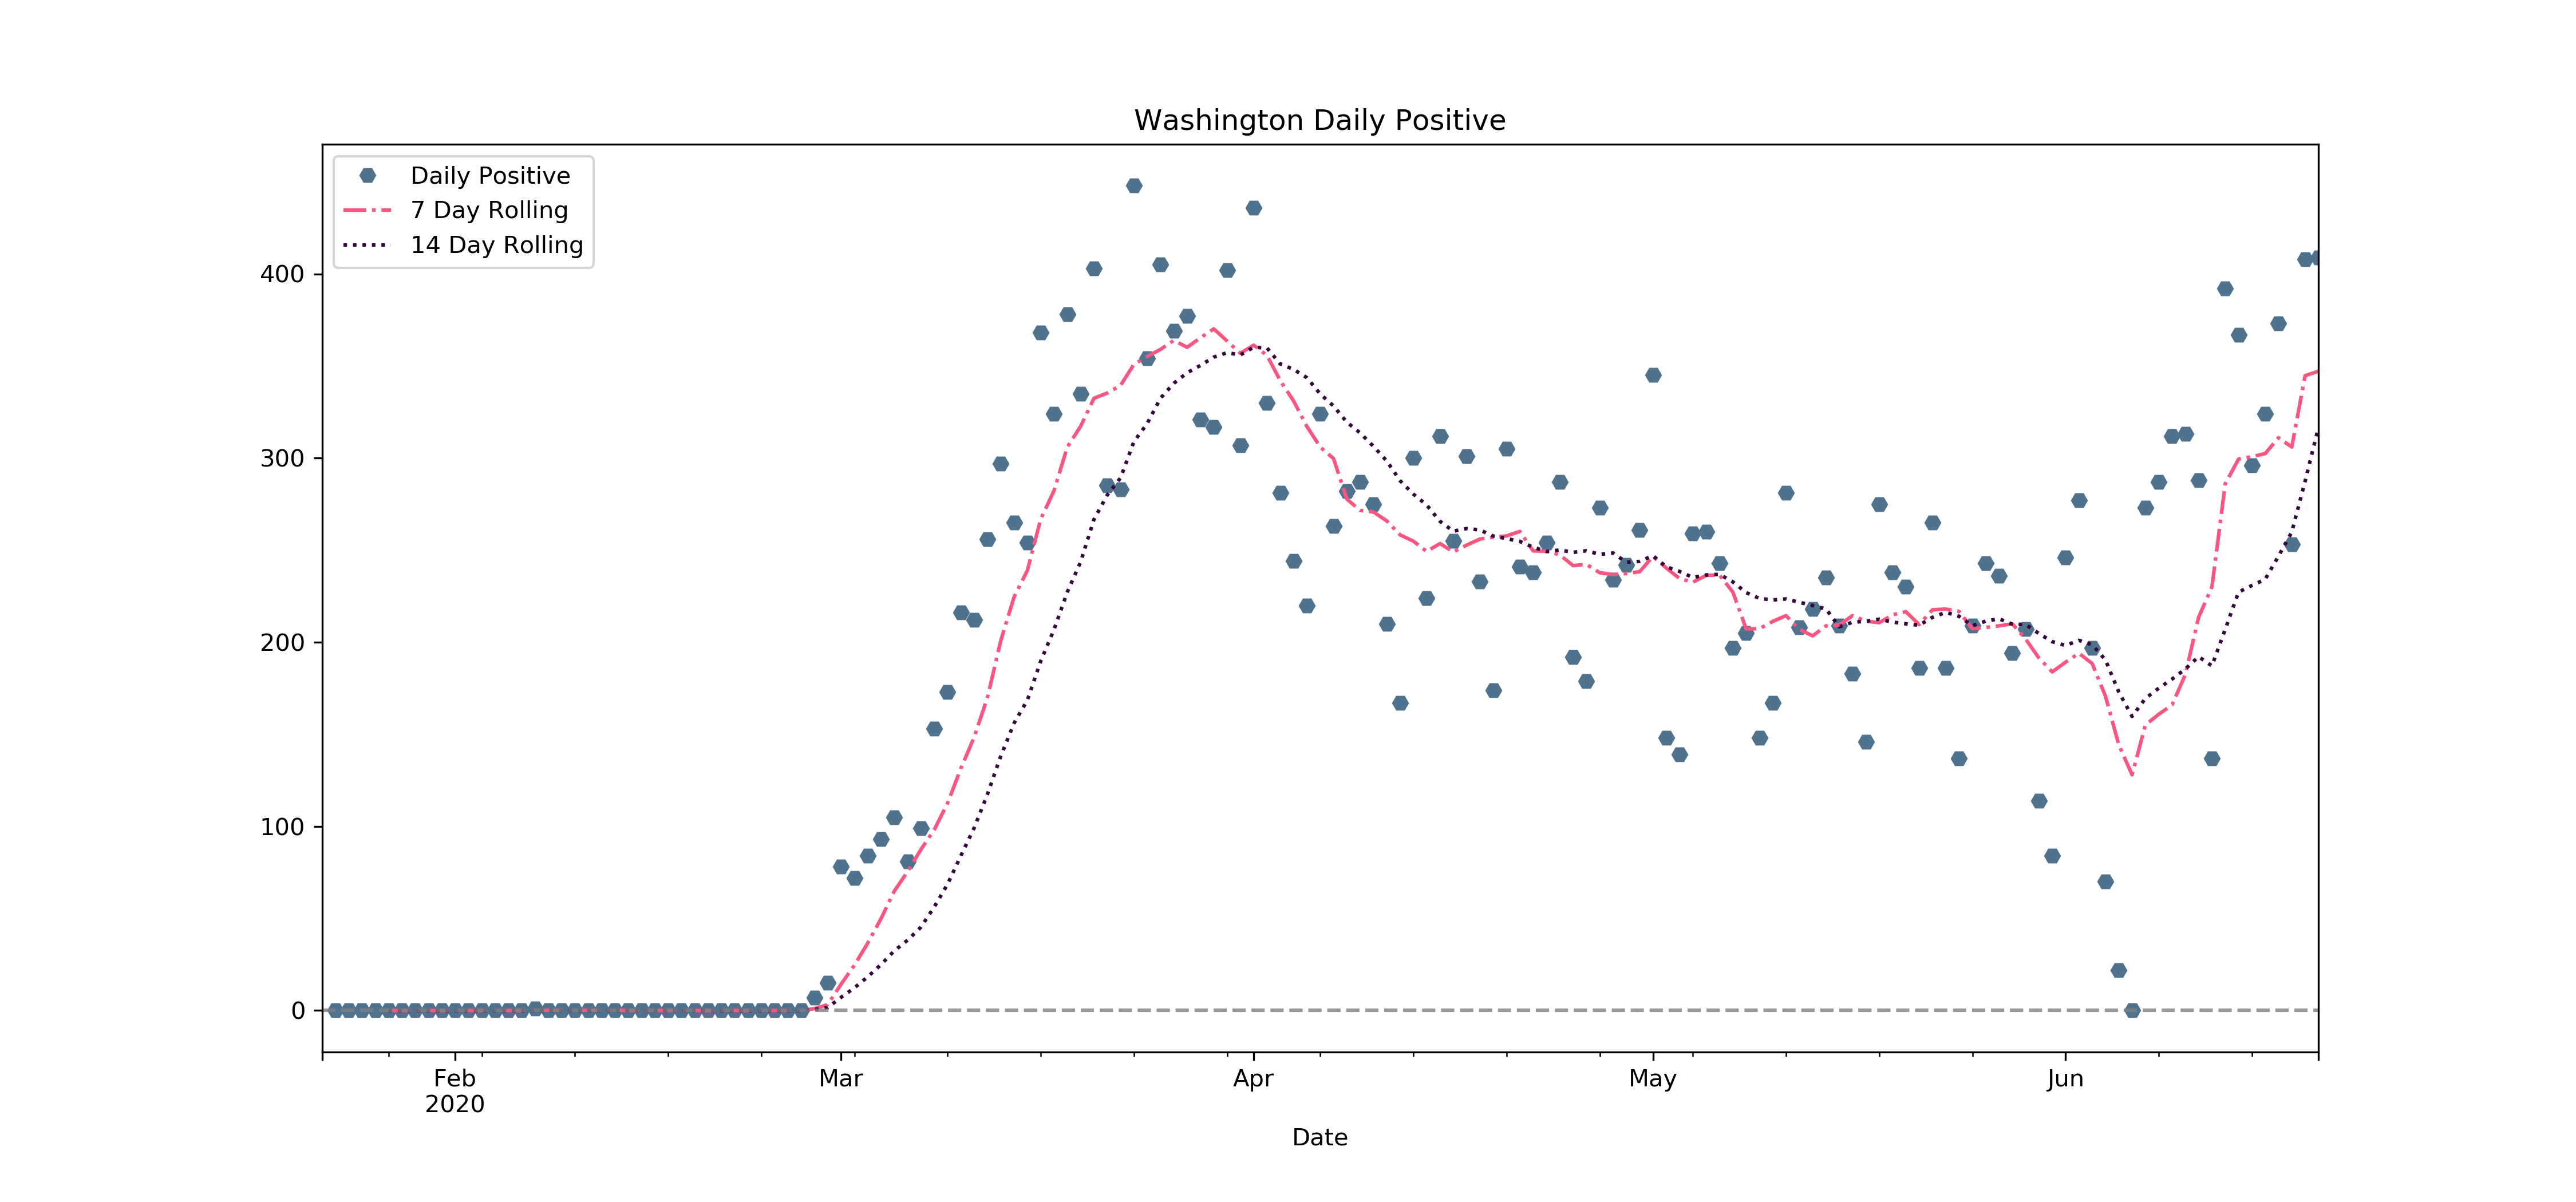 Washington Daily Positive
Daily Positive
7 Day Rolling
14 Day Rolling
400
300
200
100
0
Feb Mar Apr May Jun
2020
Date